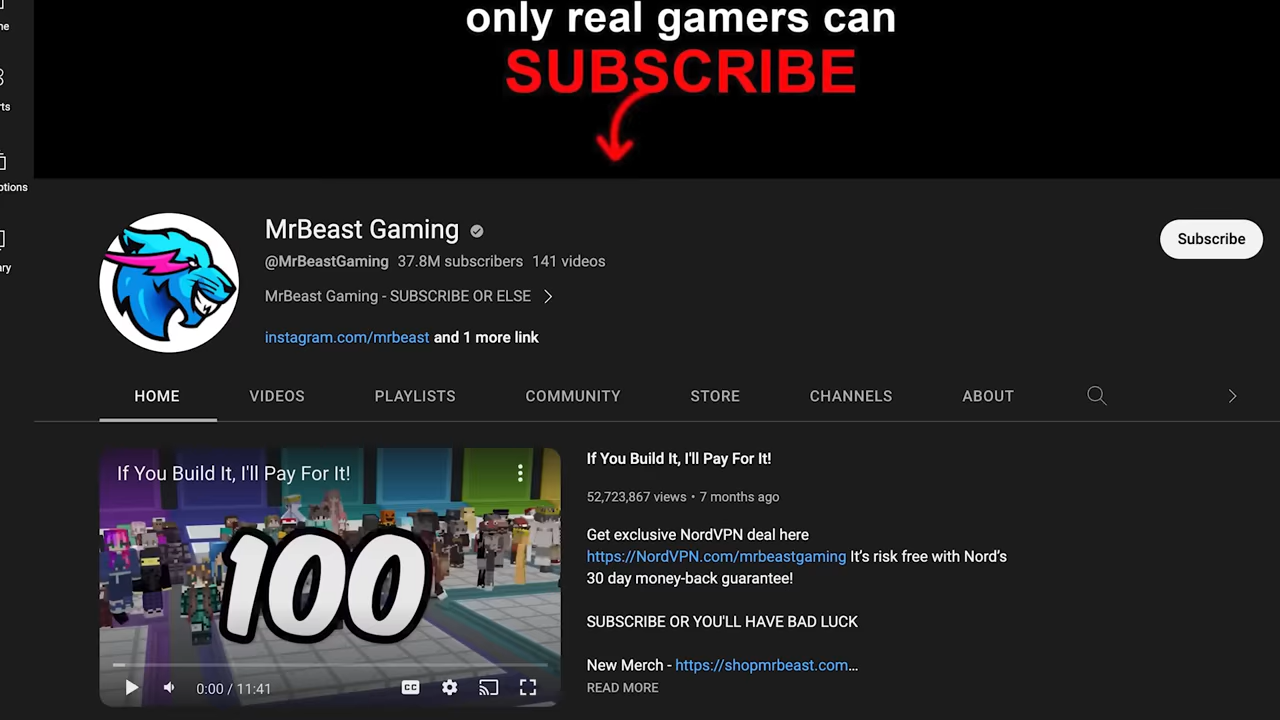 only real gamers can
SUBSCRIBE
MrBeast Gaming
@MrBeastGaming 37.8M subscribers 141 videos
MrBeast Gaming - SUBSCRIBE OR ELSE
instagram.com/mrbeast and 1 more link
HOME VIDEOS PLAYLISTS COMMUNITY STORE CHANNELS ABOUT
If You Build It, I'll Pay For It!
100
CC
0:00 / 11:41
If You Build It, I'll Pay For It!
52,723,867 views • 7 months ago
Get exclusive NordVPN deal here
https://NordVPN.com/mrbeastgaming It’s risk free with Nord’s
30 day money-back guarantee!
SUBSCRIBE OR YOU'LL HAVE BAD LUCK
New Merch - https://shopmrbeast.com…
READ MORE
Subscribe